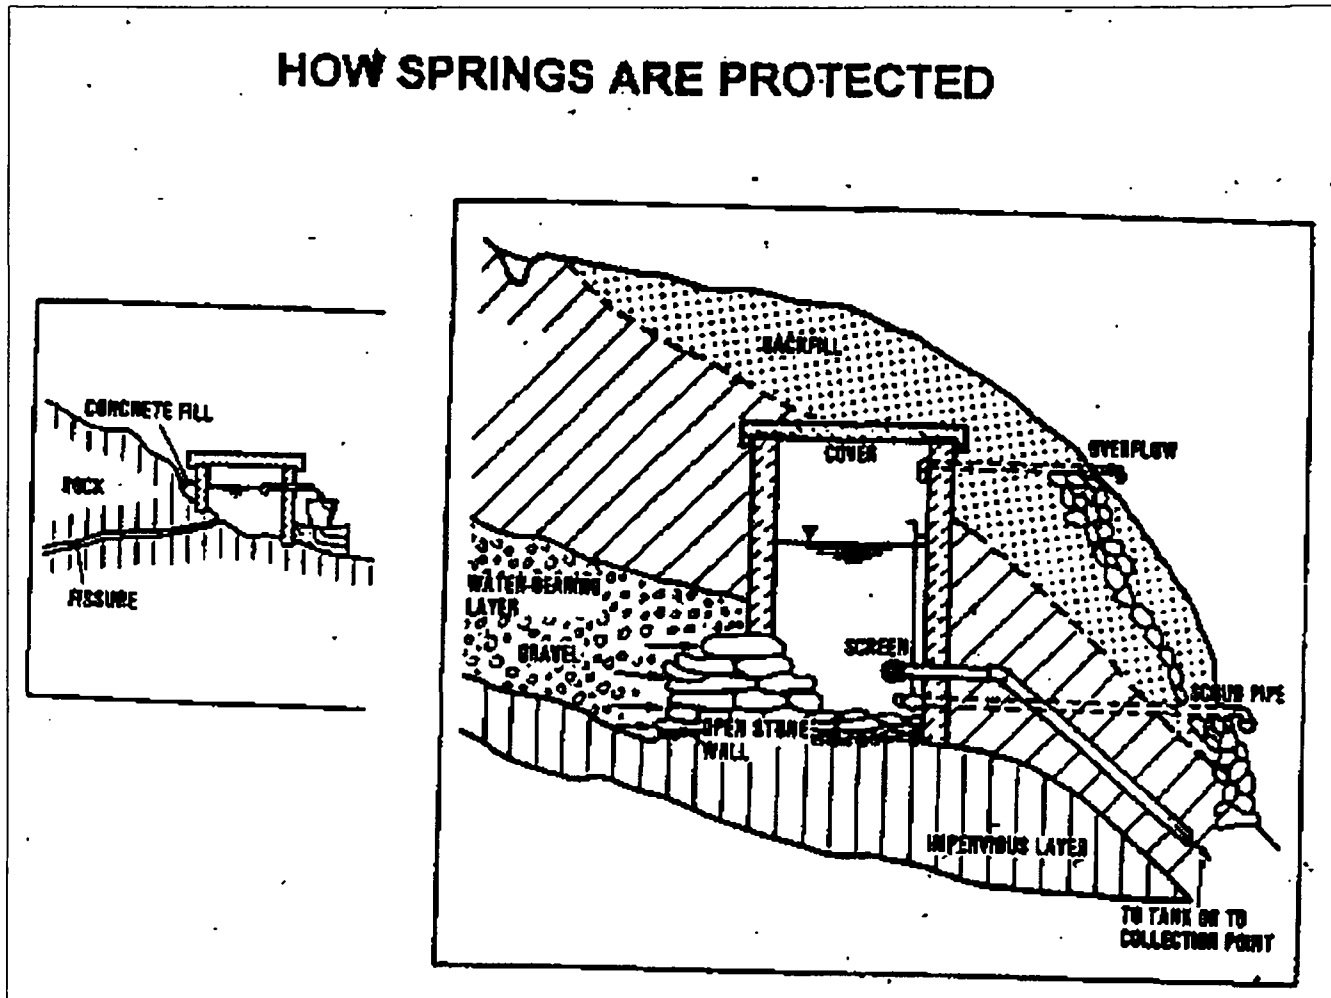 HOW SPRINGS ARE PROTECTED
CONCRETE FILL
ROCK
FISSURE
BACKFILL
COVER
OVERFLOW
WATER-BEARING
LAYER
GRAVEL
SCREEN
OPEN STONE
WALL
SCOUR PIPE
IMPERVIOUS LAYER
TO TANK OR TO
COLLECTION POINT